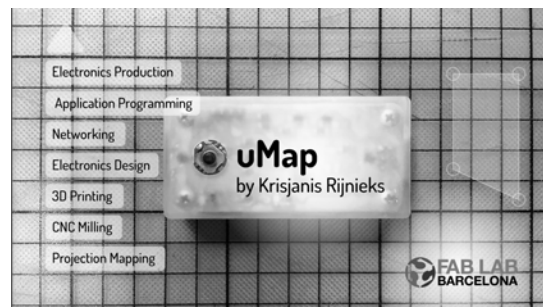 Electronics Production
Application Programming
Networking
Electronics Design
3D Printing
CNC Milling
Projection Mapping
uMap
by Krisjanis Rijnieks
FAB LAB
BARCELONA